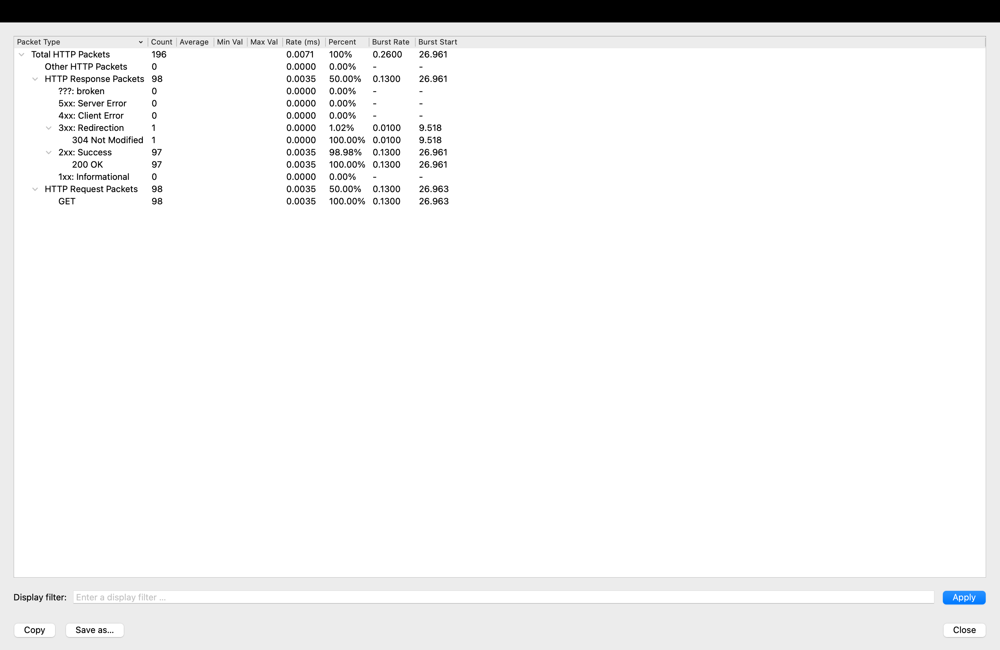 Packet Type Count Average Min Val Max Val Rate (ms) Percent Burst Rate Burst Start
Total HTTP Packets 196 0.0071 100% 0.2600 26.961
Other HTTP Packets 0 0.0000 0.00% - -
HTTP Response Packets 98 0.0035 50.00% 0.1300 26.961
???: broken 0 0.0000 0.00% - -
5xx: Server Error 0 0.0000 0.00% - -
4xx: Client Error 0 0.0000 0.00% - -
3xx: Redirection 1 0.0000 1.02% 0.0100 9.518
304 Not Modified 1 0.0000 100.00% 0.0100 9.518
2xx: Success 97 0.0035 98.98% 0.1300 26.961
200 OK 97 0.0035 100.00% 0.1300 26.961
1xx: Informational 0 0.0000 0.00% - -
HTTP Request Packets 98 0.0035 50.00% 0.1300 26.963
GET 98 0.0035 100.00% 0.1300 26.963
Display filter: Enter a display filter ... Apply
Copy Save as... Close